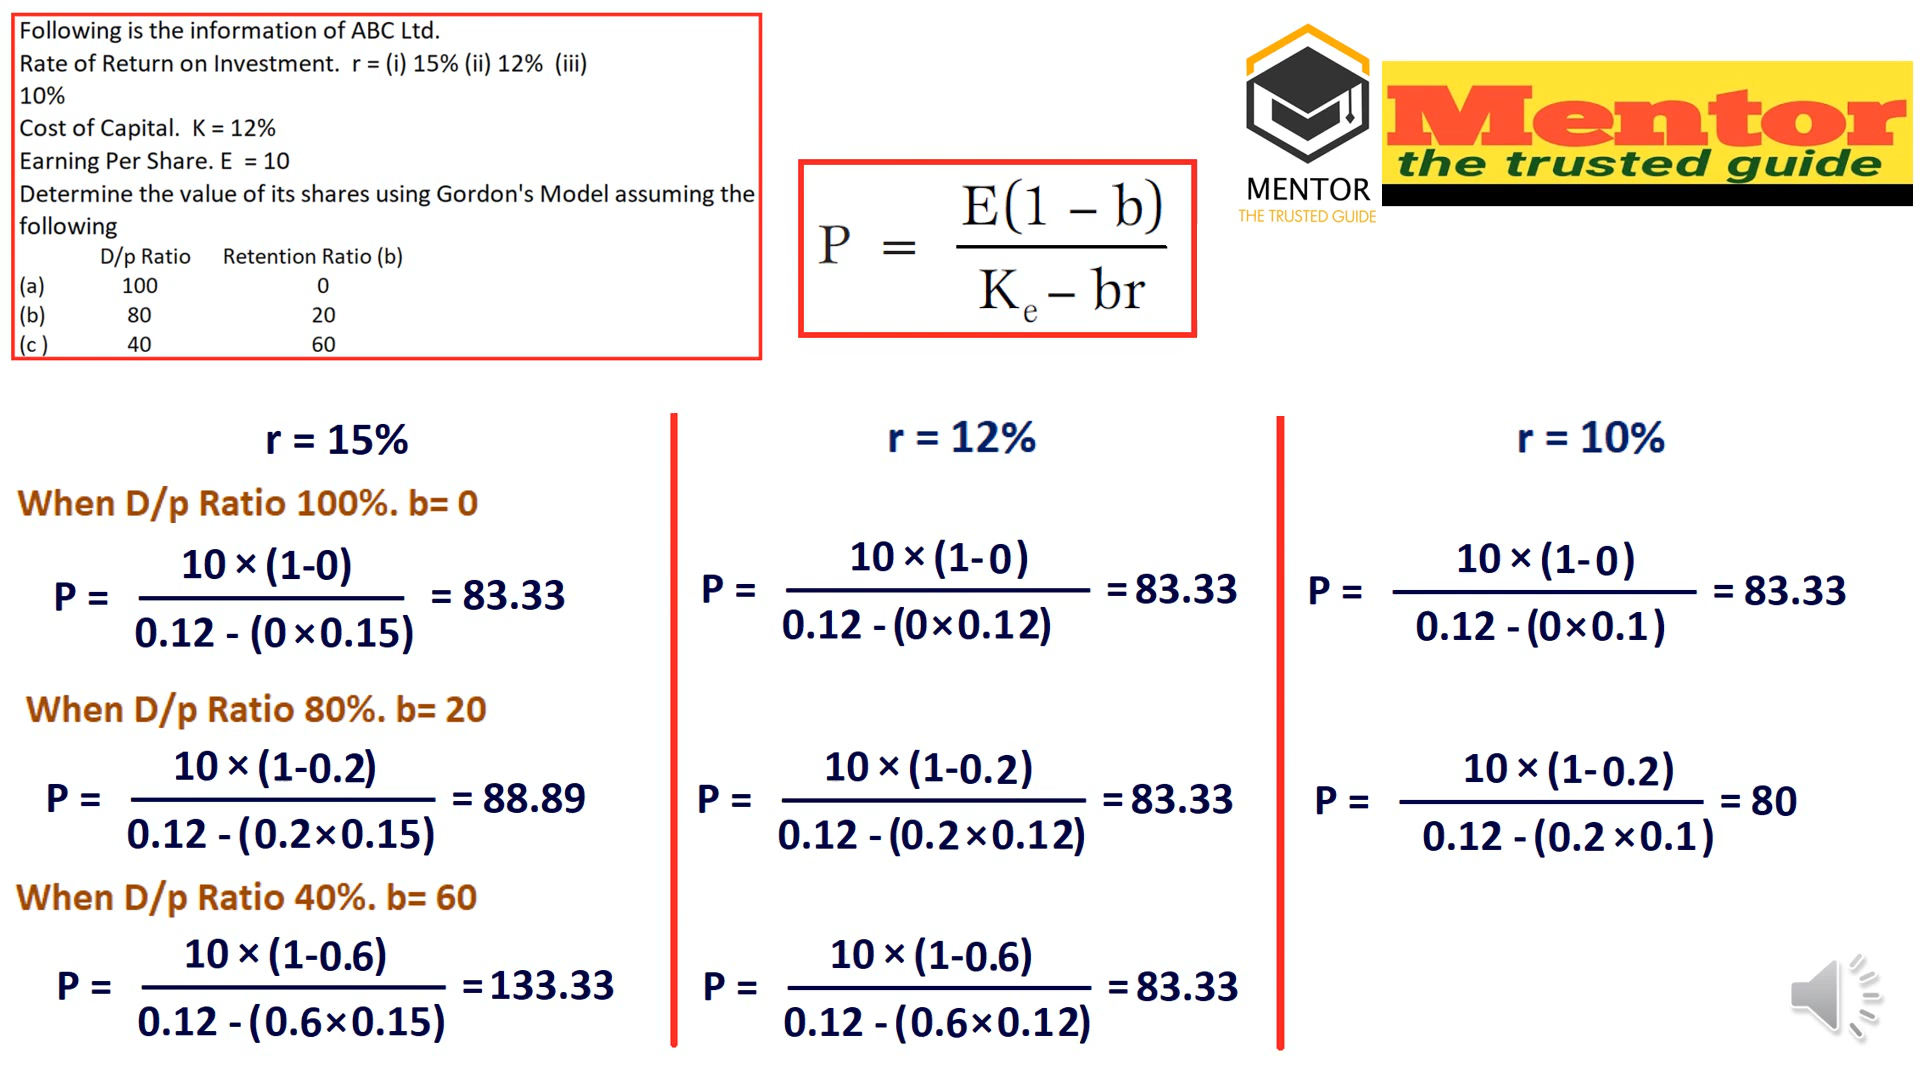 Following is the information of ABC Ltd.
Rate of Return on Investment. r = (i) 15% (ii) 12% (iii)
10%
Cost of Capital. K = 12%
Earning Per Share. E = 10
Determine the value of its shares using Gordon's Model assuming the
following
D/p Ratio Retention Ratio (b)
(a) 100 0
(b) 80 20
(c ) 40 60
P = E(1 – b)
Ke – br
MENTOR
THE TRUSTED GUIDE
Mentor
the trusted guide
r = 15%
When D/p Ratio 100%. b= 0
P = 10 × (1-0) = 83.33
0.12 - (0 × 0.15)
When D/p Ratio 80%. b= 20
P = 10 × (1-0.2) = 88.89
0.12 - (0.2×0.15)
When D/p Ratio 40%. b= 60
P = 10 × (1-0.6) = 133.33
0.12 - (0.6×0.15)
r = 12%
P = 10 × (1-0) = 83.33
0.12 - (0×0.12)
P = 10 × (1-0.2) = 83.33
0.12 - (0.2×0.12)
P = 10 × (1-0.6) = 83.33
0.12 - (0.6×0.12)
r = 10%
P = 10 × (1-0) = 83.33
0.12 - (0×0.1)
P = 10 × (1-0.2) = 80
0.12 - (0.2 ×0.1)